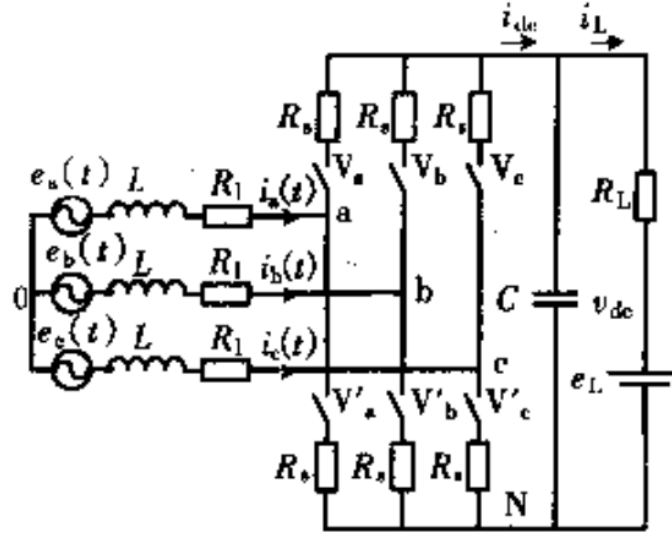 i_dc i_L
R_s R_s R_s
e_a(t) L R_1 i_a(t) V_a V_b V_c
a
R_L
e_b(t) L R_1 i_b(t)
0 b C v_dc
e_c(t) L R_1 i_c(t)
c
V'_a V'_b V'_c e_L
R_s R_s R_s
N